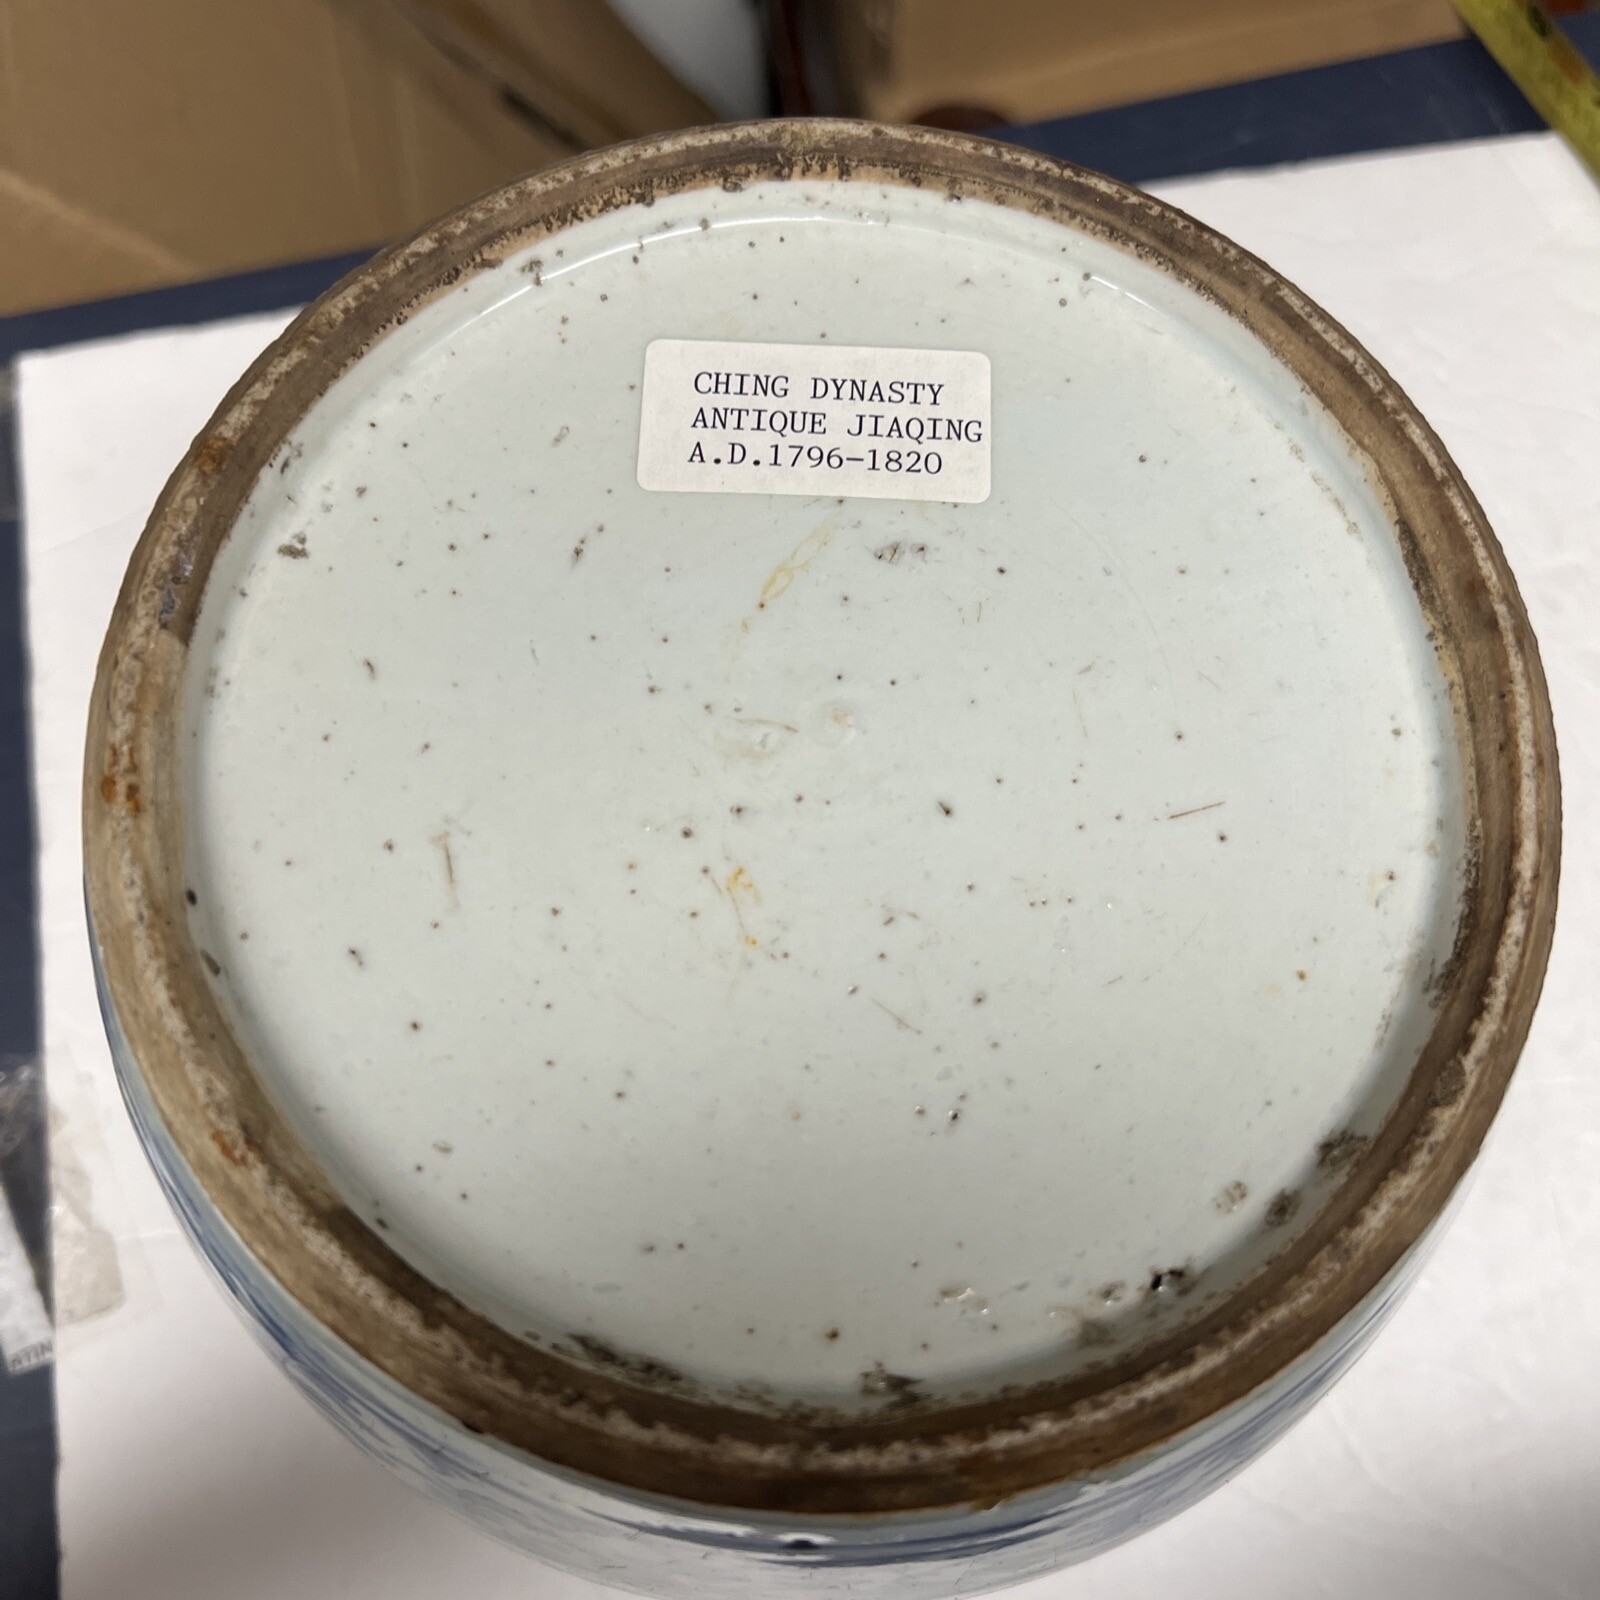 CHING DYNASTY
ANTIQUE JIAQING
A.D.1796-1820